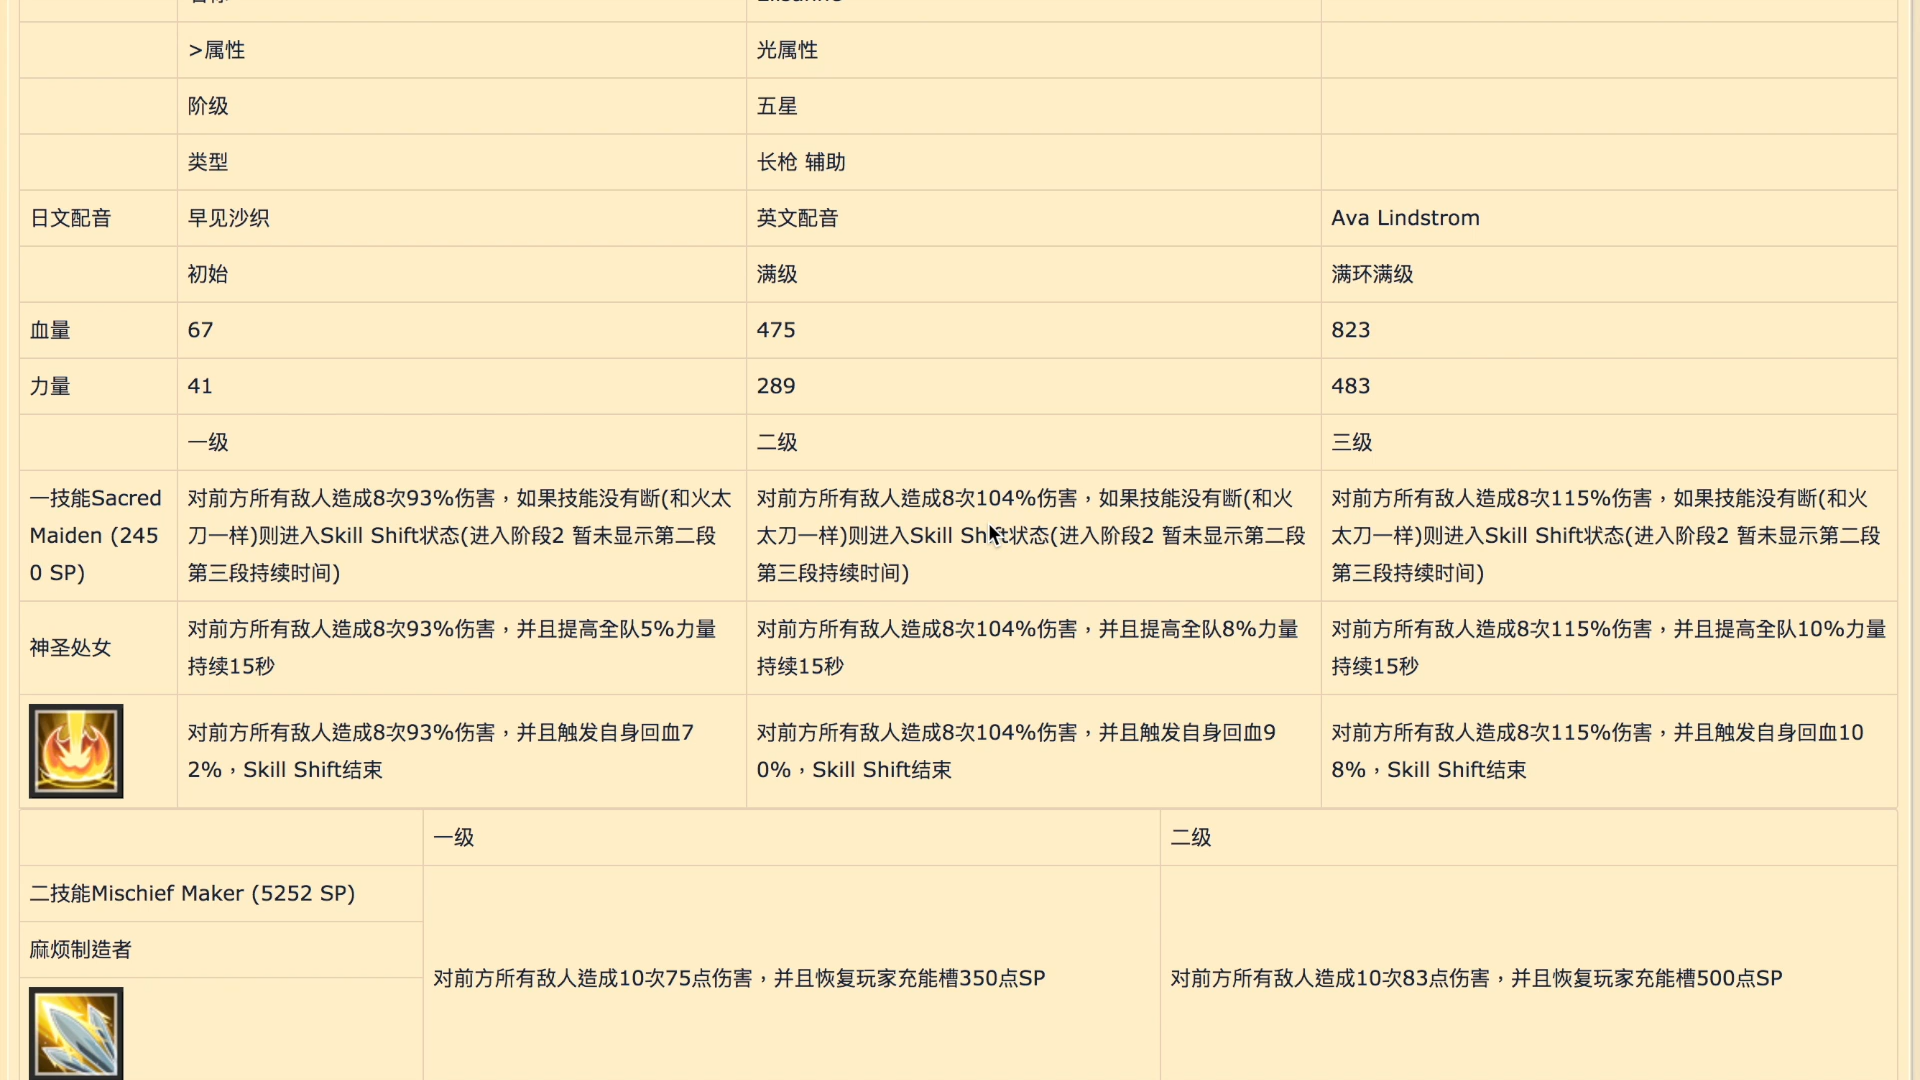 >属性 光属性
阶级 五星
类型 长枪 辅助
日文配音 早见沙织 英文配音 Ava Lindstrom
初始 满级 满环满级
血量 67 475 823
力量 41 289 483
一级 二级 三级
一技能Sacred
Maiden (245
0 SP)
对前方所有敌人造成8次93%伤害，如果技能没有断(和火太
刀一样)则进入Skill Shift状态(进入阶段2 暂未显示第二段
第三段持续时间)
对前方所有敌人造成8次104%伤害，如果技能没有断(和火
太刀一样)则进入Skill Shift状态(进入阶段2 暂未显示第二段
第三段持续时间)
对前方所有敌人造成8次115%伤害，如果技能没有断(和火
太刀一样)则进入Skill Shift状态(进入阶段2 暂未显示第二段
第三段持续时间)
神圣处女
对前方所有敌人造成8次93%伤害，并且提高全队5%力量
持续15秒
对前方所有敌人造成8次104%伤害，并且提高全队8%力量
持续15秒
对前方所有敌人造成8次115%伤害，并且提高全队10%力量
持续15秒
对前方所有敌人造成8次93%伤害，并且触发自身回血7
2%，Skill Shift结束
对前方所有敌人造成8次104%伤害，并且触发自身回血9
0%，Skill Shift结束
对前方所有敌人造成8次115%伤害，并且触发自身回血10
8%，Skill Shift结束
一级 二级
二技能Mischief Maker (5252 SP)
麻烦制造者
对前方所有敌人造成10次75点伤害，并且恢复玩家充能槽350点SP
对前方所有敌人造成10次83点伤害，并且恢复玩家充能槽500点SP